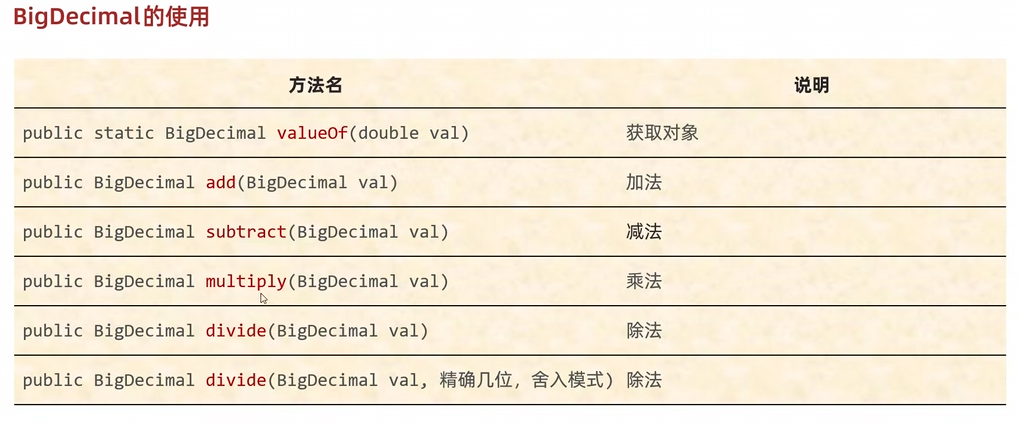 BigDecimal的使用
方法名 说明
public static BigDecimal valueOf(double val) 获取对象
public BigDecimal add(BigDecimal val) 加法
public BigDecimal subtract(BigDecimal val) 减法
public BigDecimal multiply(BigDecimal val) 乘法
public BigDecimal divide(BigDecimal val) 除法
public BigDecimal divide(BigDecimal val, 精确几位, 舍入模式) 除法